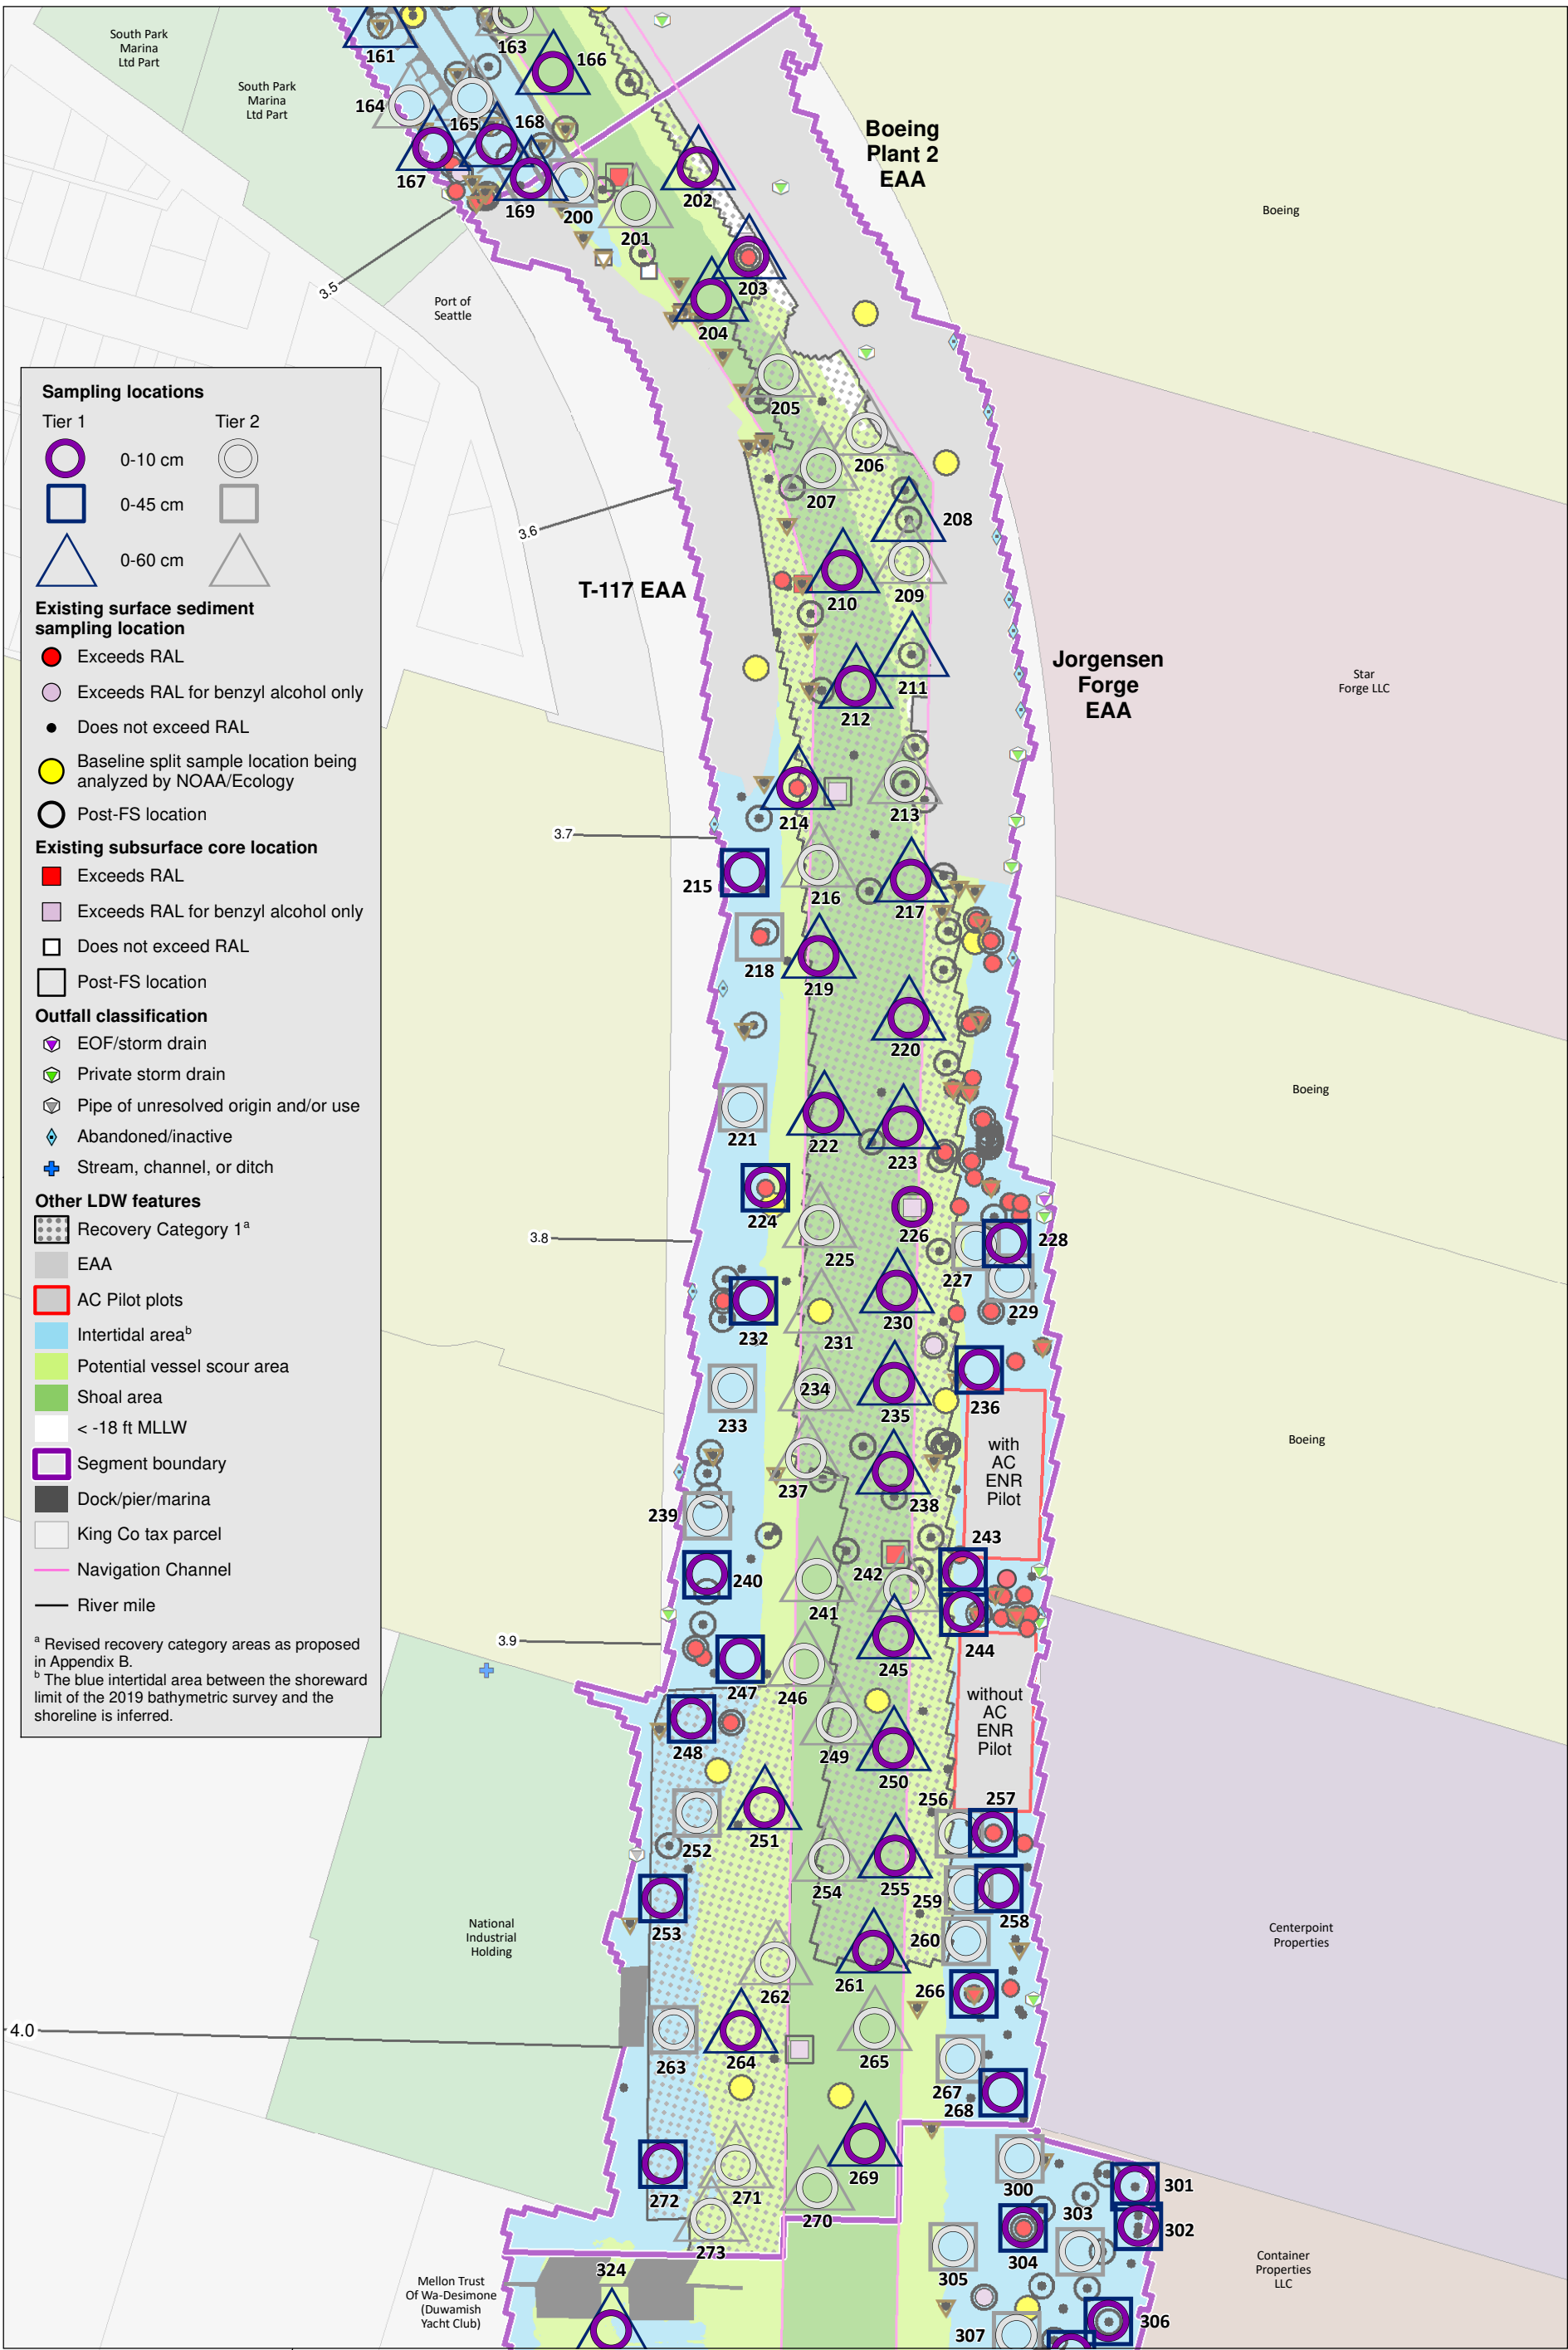 South Park
Marina
Ltd Part
South Park
Marina
Ltd Part
161
163
166
164
165
168
167
169
200
201
202
203
204
Boeing
Plant 2
EAA
Boeing
3.5
Port of
Seattle
205
206
207
208
209
210
211
212
213
214
3.6
T-117 EAA
Jorgensen
Forge
EAA
Star
Forge LLC
Sampling locations
Tier 1
Tier 2
0-10 cm
0-45 cm
0-60 cm
Existing surface sediment
sampling location
Exceeds RAL
Exceeds RAL for benzyl alcohol only
Does not exceed RAL
Baseline split sample location being
analyzed by NOAA/Ecology
Post-FS location
Existing subsurface core location
Exceeds RAL
Exceeds RAL for benzyl alcohol only
Does not exceed RAL
Post-FS location
Outfall classification
EOF/storm drain
Private storm drain
Pipe of unresolved origin and/or use
Abandoned/inactive
Stream, channel, or ditch
Other LDW features
Recovery Category 1a
EAA
AC Pilot plots
Intertidal areab
Potential vessel scour area
Shoal area
< -18 ft MLLW
Segment boundary
Dock/pier/marina
King Co tax parcel
Navigation Channel
River mile
a Revised recovery category areas as proposed
in Appendix B.
b The blue intertidal area between the shoreward
limit of the 2019 bathymetric survey and the
shoreline is inferred.
3.7
215
216
217
218
219
220
221
222
223
Boeing
224
225
226
3.8
227
228
229
230
231
232
233
234
235
236
Boeing
with
AC
ENR
Pilot
237
238
239
240
241
242
243
244
3.9
245
246
247
248
249
250
without
AC
ENR
Pilot
251
252
253
254
255
256
257
258
259
260
261
262
National
Industrial
Holding
Centerpoint
Properties
4.0
263
264
265
266
267
268
269
270
271
272
273
300
301
302
303
304
305
306
307
324
Mellon Trust
Of Wa-Desimone
(Duwamish
Yacht Club)
Container
Properties
LLC